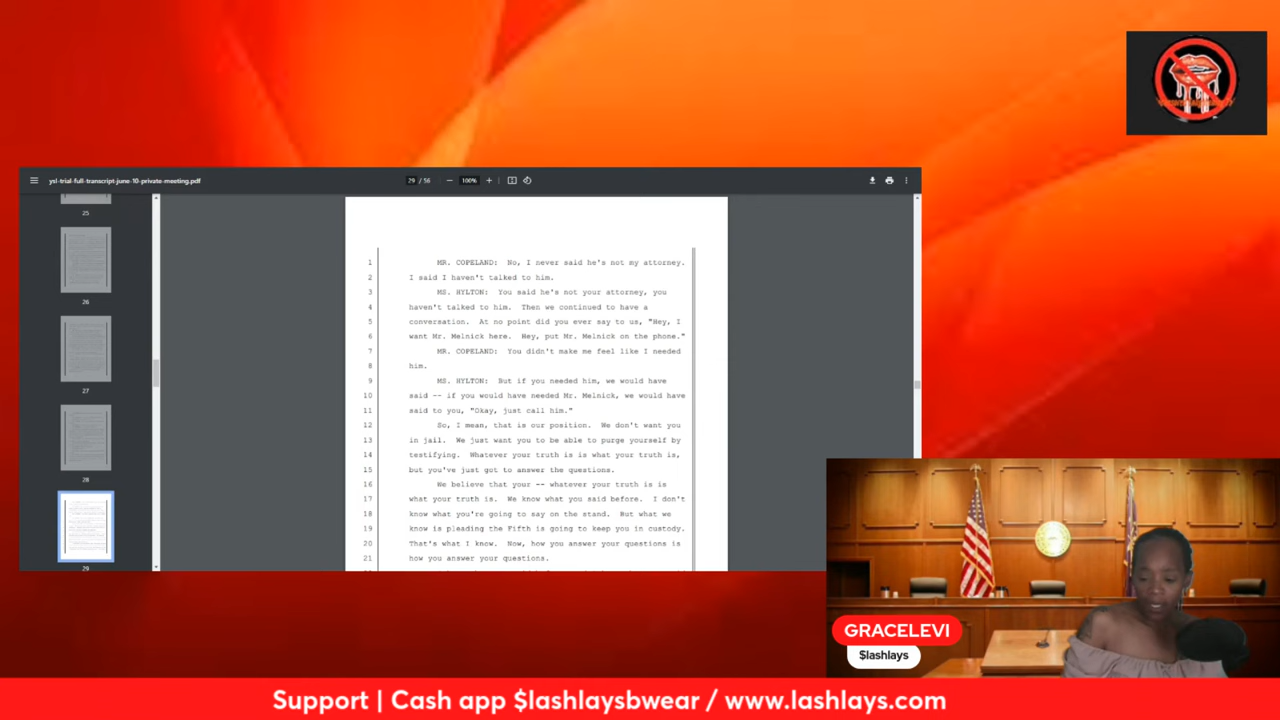 ysl-trial-full-transcript-june-10-private-meeting.pdf
29 / 56
100%
25
26
27
28
29
1 MR. COPELAND: No, I never said he's not my attorney.
2 I said I haven't talked to him.
3 MS. HYLTON: You said he's not your attorney, you
4 haven't talked to him. Then we continued to have a
5 conversation. At no point did you ever say to us, "Hey, I
6 want Mr. Melnick here. Hey, put Mr. Melnick on the phone."
7 MR. COPELAND: You didn't make me feel like I needed
8 him.
9 MS. HYLTON: But if you needed him, we would have
10 said -- if you would have needed Mr. Melnick, we would have
11 said to you, "Okay, just call him."
12 So, I mean, that is our position. We don't want you
13 in jail. We just want you to be able to purge yourself by
14 testifying. Whatever your truth is is what your truth is,
15 but you've just got to answer the questions.
16 We believe that your -- whatever your truth is is
17 what your truth is. We know what you said before. I don't
18 know what you're going to say on the stand. But what we
19 know is pleading the Fifth is going to keep you in custody.
20 That's what I know. Now, how you answer your questions is
21 how you answer your questions.
GRACELEVI
$lashlays
Support | Cash app $lashlaysbwear / www.lashlays.com